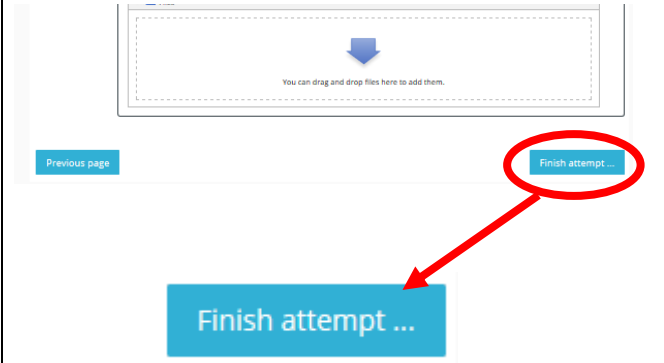 You can drag and drop files here to add them.
Previous page
Finish attempt ...
Finish attempt ...